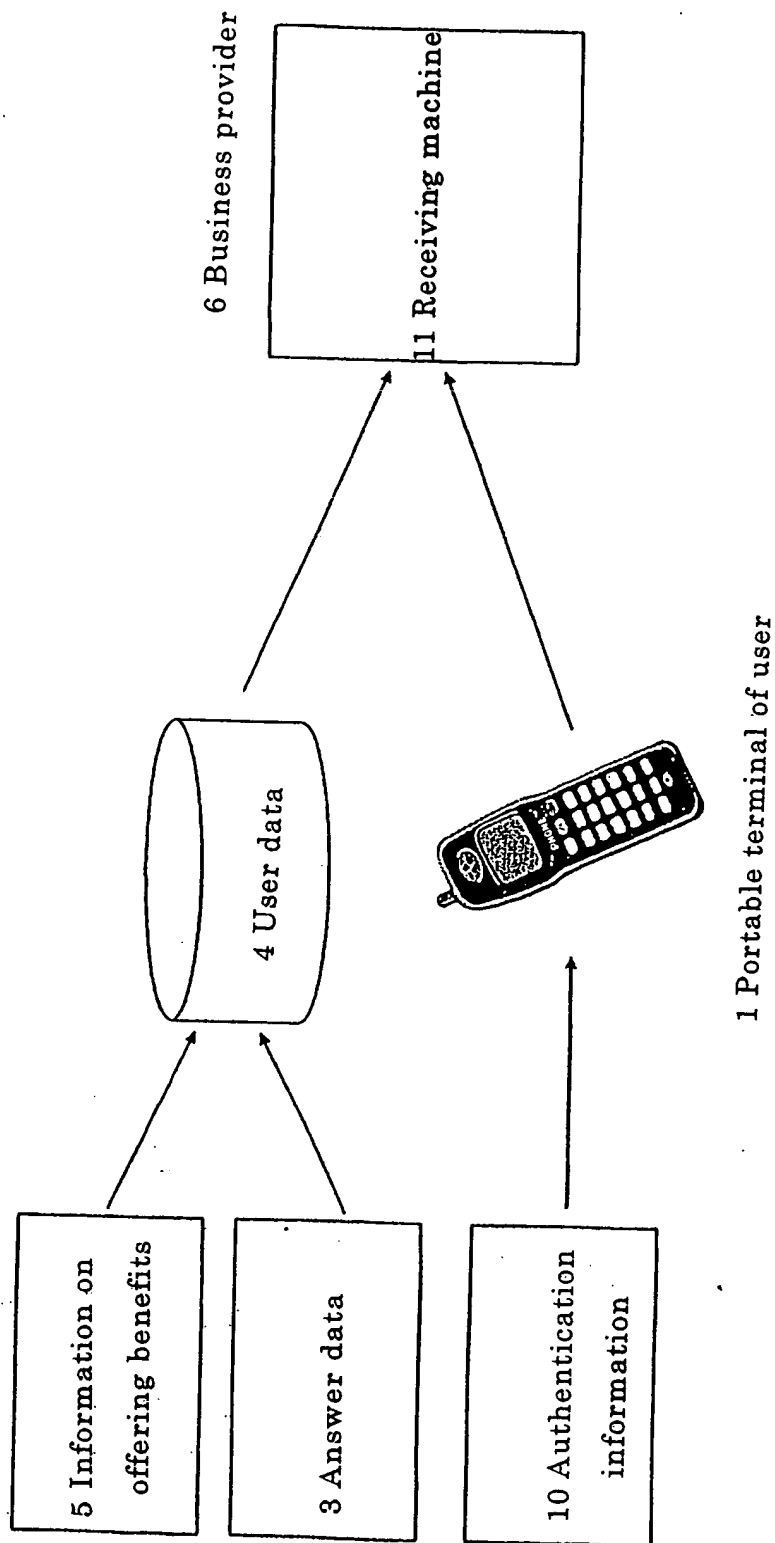 5 Information on
offering benefits
3 Answer data
10 Authentication
information
4 User data
1 Portable terminal of user
6 Business provider
11 Receiving machine